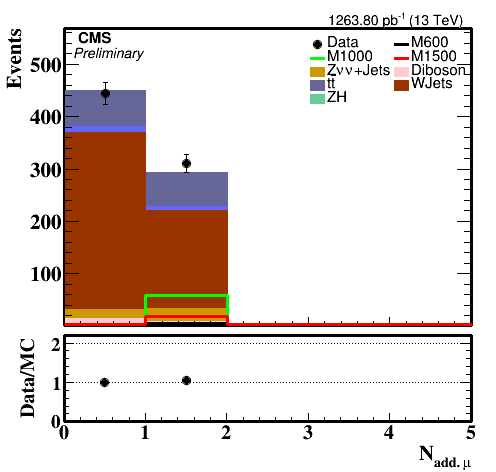 1263.80 pb⁻¹ (13 TeV)
CMS
Preliminary
Data
M600
M1000
M1500
Zνν+Jets
Diboson
tt
WJets
ZH
Events
500
400
300
200
100
Data/MC
2
1
0
0 1 2 3 4 5
N_add. μ